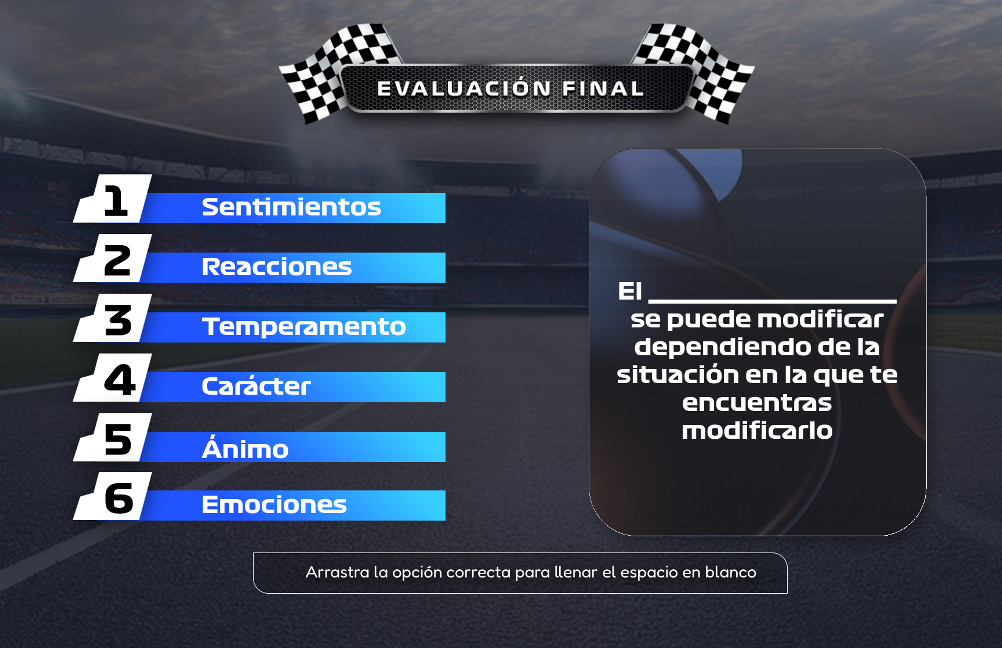 EVALUACIÓN FINAL
1 Sentimientos
2 Reacciones
3 Temperamento
4 Carácter
5 Ánimo
6 Emociones
El ____________________
se puede modificar
dependiendo de la
situación en la que te
encuentras
modificarlo
Arrastra la opción correcta para llenar el espacio en blanco